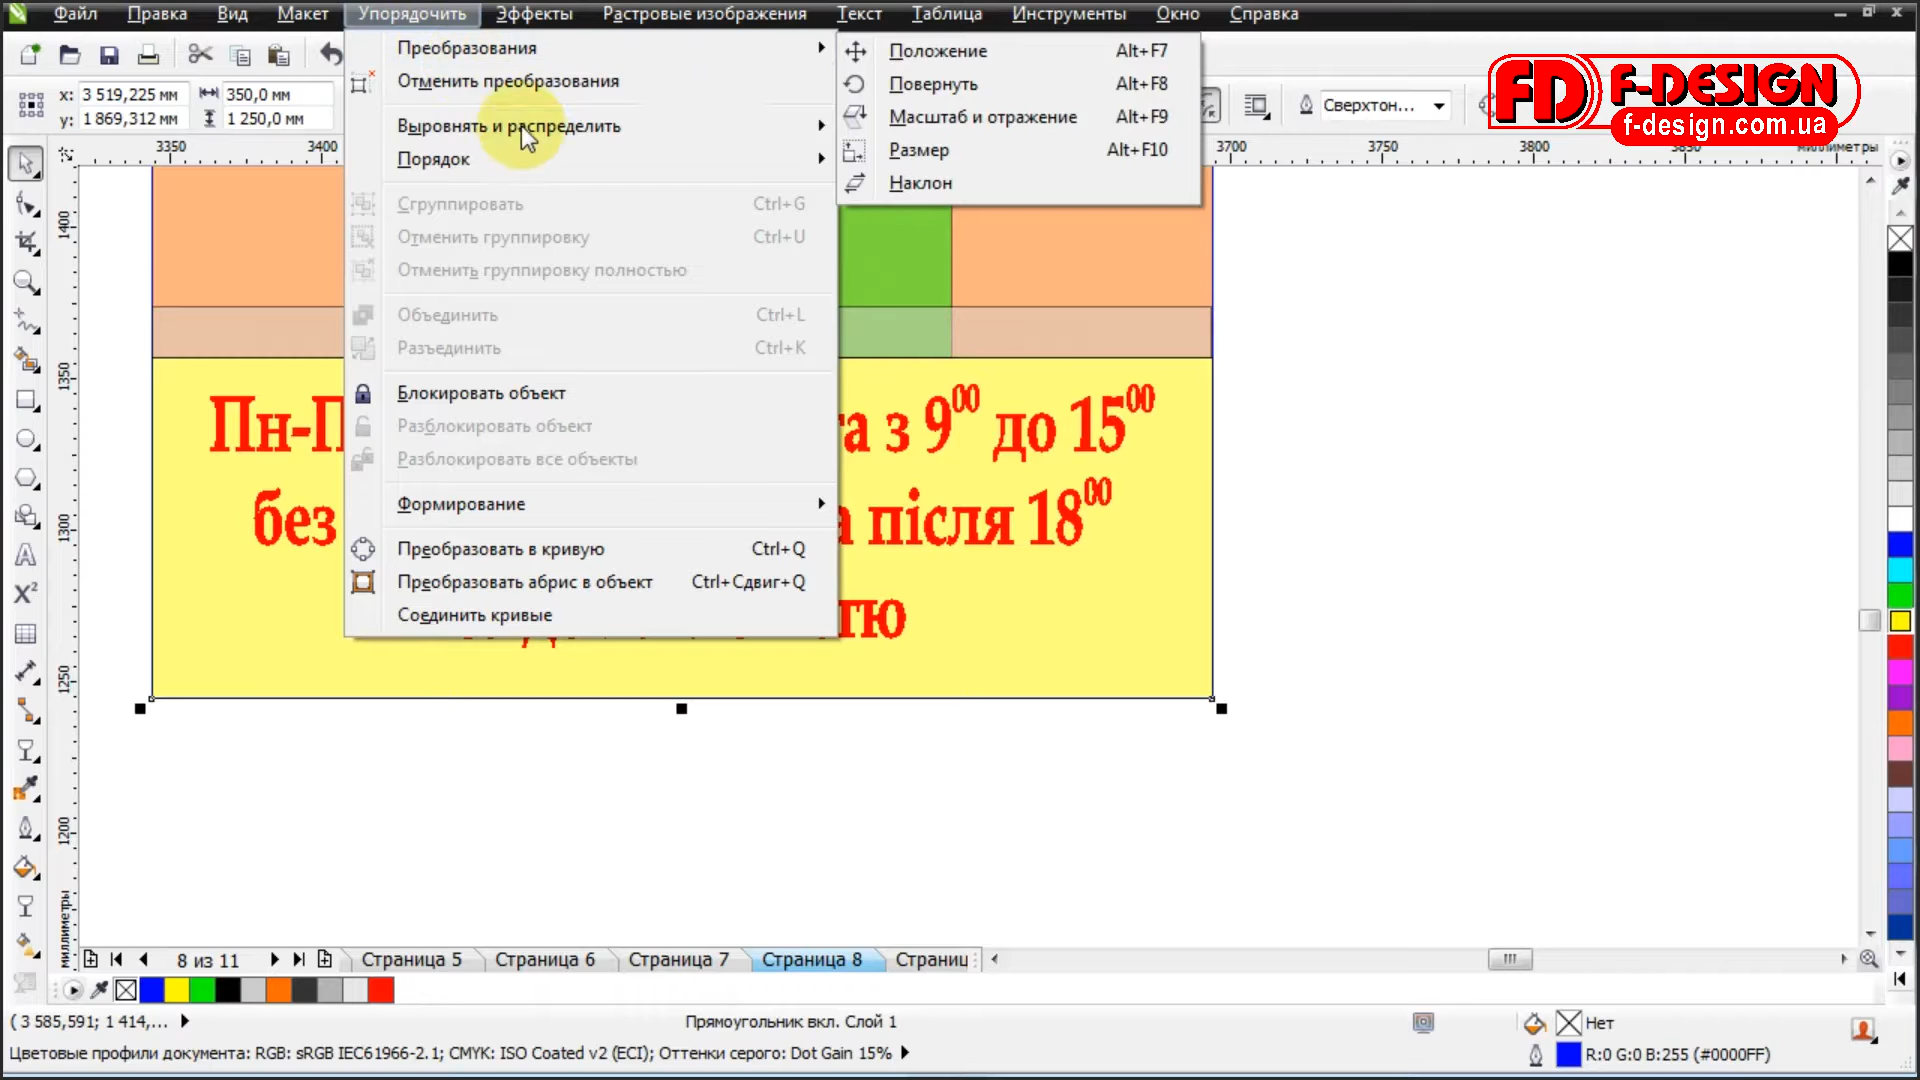 Файл Правка Вид Макет Упорядочить Эффекты Растровые изображения Текст Таблица Инструменты Окно Справка
x: 3 519,225 мм 350,0 мм
y: 1 869,312 мм 1 250,0 мм
Сверхтон...
FD F-DESIGN
f-design.com.ua
3350 3400 3700 3750 3800 3850 миллиметры
Преобразования
Отменить преобразования
Выровнять и распределить
Порядок
Сгруппировать Ctrl+G
Отменить группировку Ctrl+U
Отменить группировку полностью
Объединить Ctrl+L
Разъединить Ctrl+K
Блокировать объект
Разблокировать объект
Разблокировать все объекты
Формирование
Преобразовать в кривую Ctrl+Q
Преобразовать абрис в объект Ctrl+Сдвиг+Q
Соединить кривые
Положение Alt+F7
Повернуть Alt+F8
Масштаб и отражение Alt+F9
Размер Alt+F10
Наклон
1400
1350
1300
1250
1200
миллиметры
Пн-П та з 9⁰⁰ до 15⁰⁰
без а після 18⁰⁰
тю
8 из 11 Страница 5 Страница 6 Страница 7 Страница 8 Страниц
( 3 585,591; 1 414,... Прямоугольник вкл. Слой 1 Нет
Цветовые профили документа: RGB: sRGB IEC61966-2.1; CMYK: ISO Coated v2 (ECI); Оттенки серого: Dot Gain 15% R:0 G:0 B:255 (#0000FF)